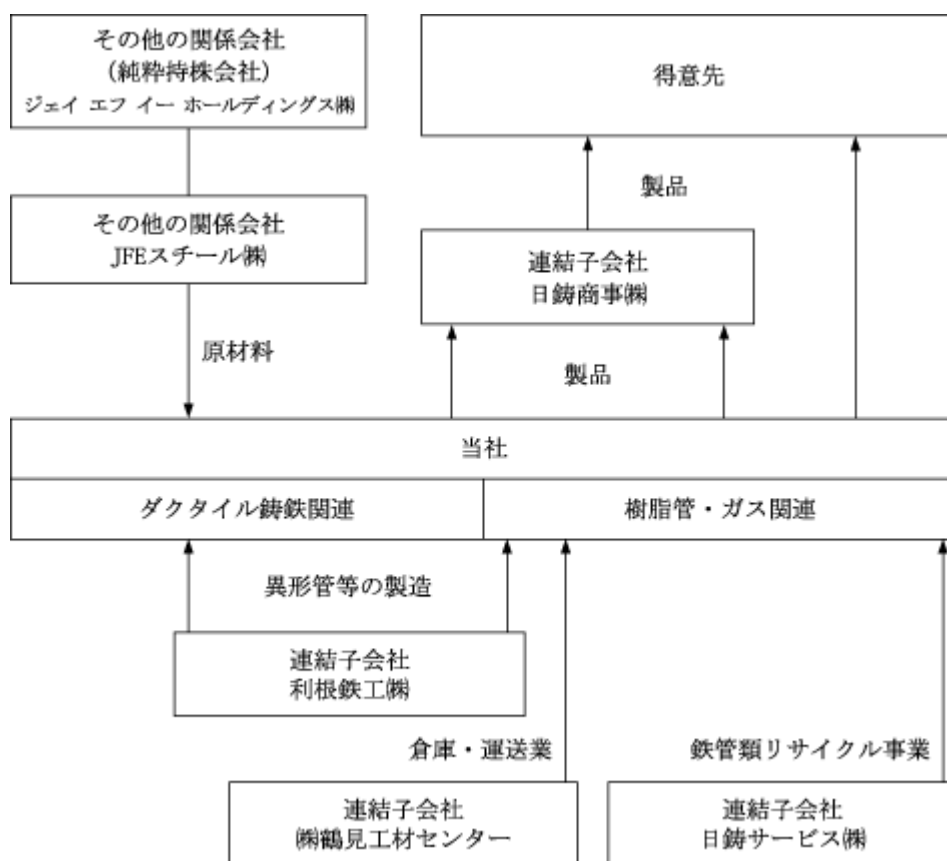 その他の関係会社
（純粋持株会社）
ジェイ エフ イー ホールディングス㈱
得意先
その他の関係会社
JFEスチール㈱
製品
連結子会社
日鋳商事㈱
原材料
製品
当社
ダクタイル鋳鉄関連
樹脂管・ガス関連
異形管等の製造
連結子会社
利根鉄工㈱
倉庫・運送業
鉄管類リサイクル事業
連結子会社
㈱鶴見工材センター
連結子会社
日鋳サービス㈱